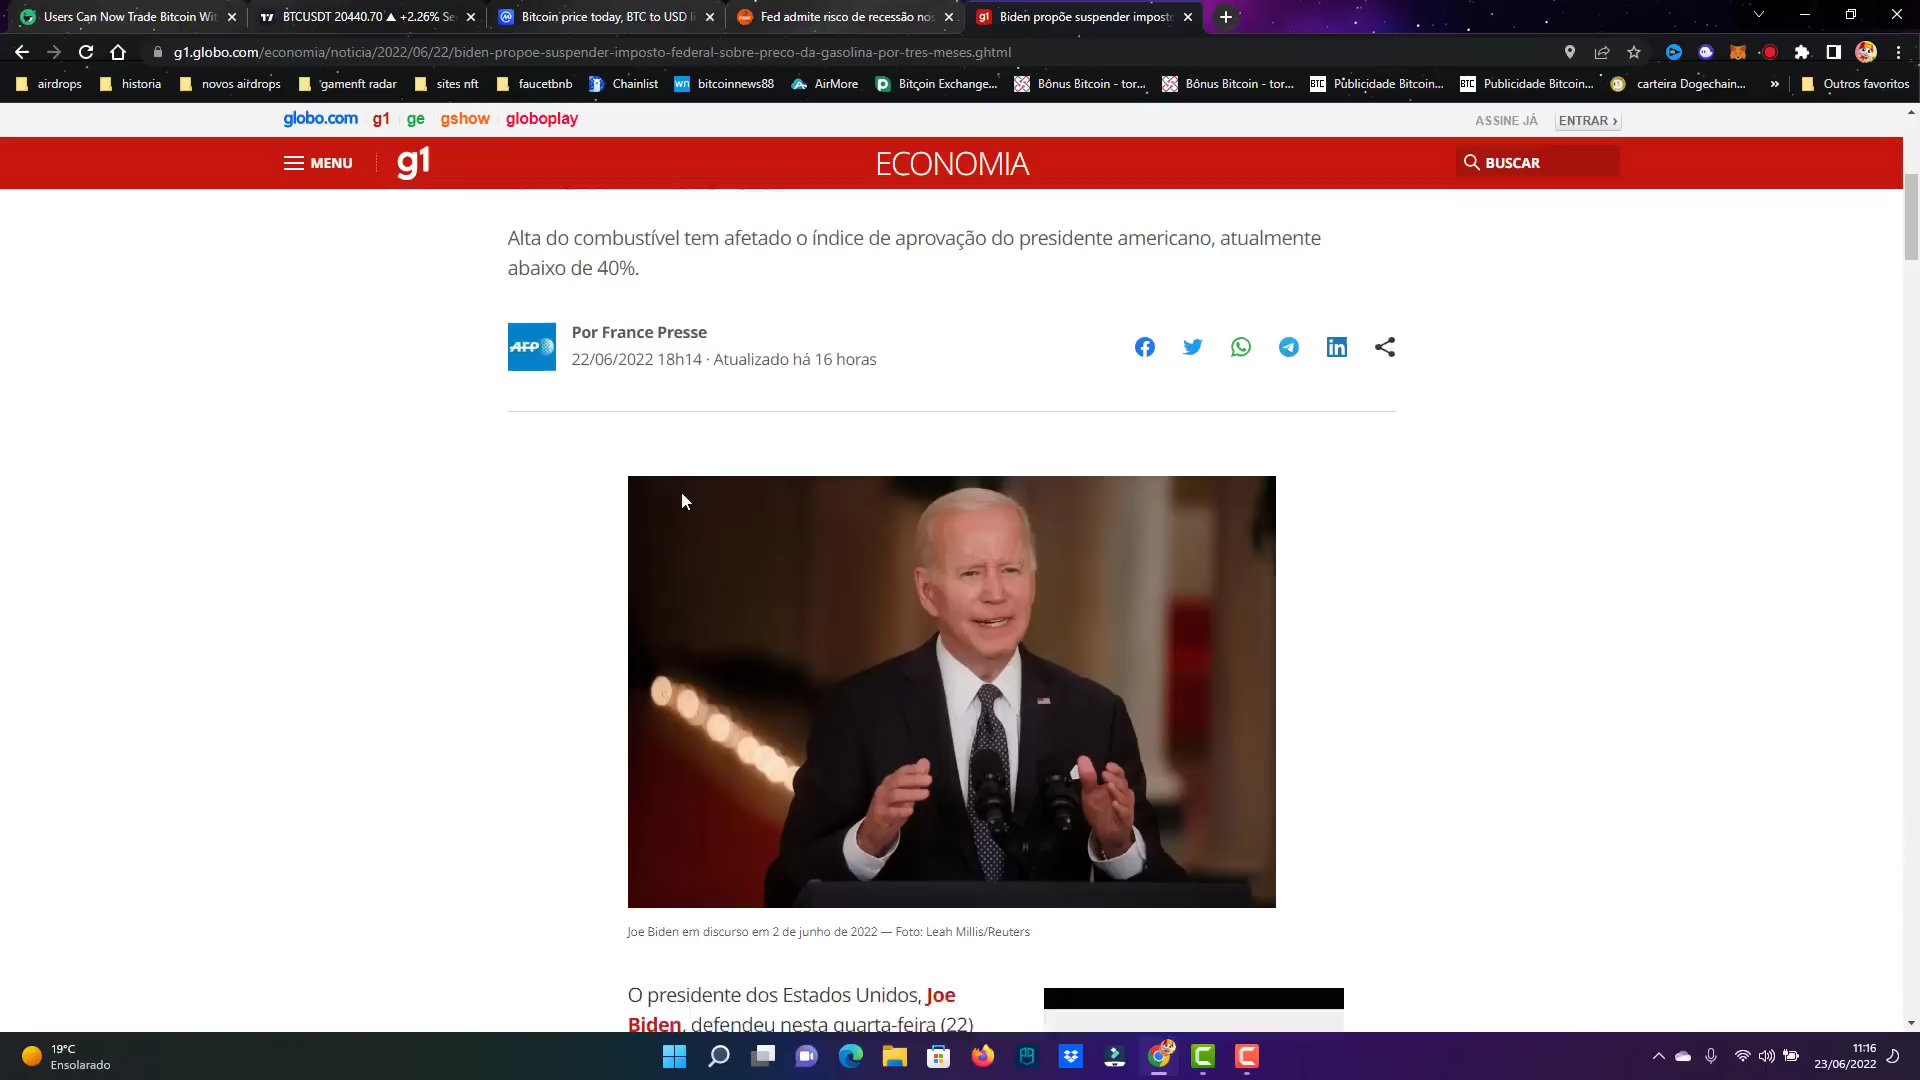 Users Can Now Trade Bitcoin Wit
BTCUSDT 20440.70 ▲ +2.26% Se
Bitcoin price today, BTC to USD li
Fed admite risco de recessão nos
Biden propõe suspender imposto
g1.globo.com/economia/noticia/2022/06/22/biden-propoe-suspender-imposto-federal-sobre-preco-da-gasolina-por-tres-meses.ghtml
airdrops
historia
novos airdrops
gamenft radar
sites nft
faucetbnb
Chainlist
bitcoinnews88
AirMore
Bitcoin Exchange...
Bônus Bitcoin - tor...
Bônus Bitcoin - tor...
BTC Publicidade Bitcoin...
BTC Publicidade Bitcoin...
carteira Dogechain...
»
Outros favoritos
globo.com g1 ge gshow globoplay
ASSINE JÁ
ENTRAR ›
MENU
g1
ECONOMIA
BUSCAR
Alta do combustível tem afetado o índice de aprovação do presidente americano, atualmente
abaixo de 40%.
AFP
Por France Presse
22/06/2022 18h14 · Atualizado há 16 horas
Joe Biden em discurso em 2 de junho de 2022 — Foto: Leah Millis/Reuters
O presidente dos Estados Unidos, Joe
Biden, defendeu nesta quarta-feira (22)
19°C
Ensolarado
11:16
23/06/2022